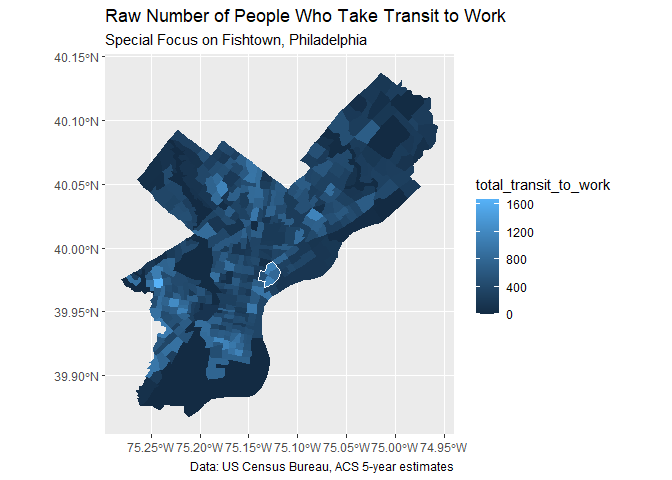 Raw Number of People Who Take Transit to Work
Special Focus on Fishtown, Philadelphia
40.15°N
40.10°N
40.05°N
40.00°N
39.95°N
39.90°N
75.25°W 75.20°W 75.15°W 75.10°W 75.05°W 75.00°W 74.95°W
total_transit_to_work
1600
1200
800
400
0
Data: US Census Bureau, ACS 5-year estimates